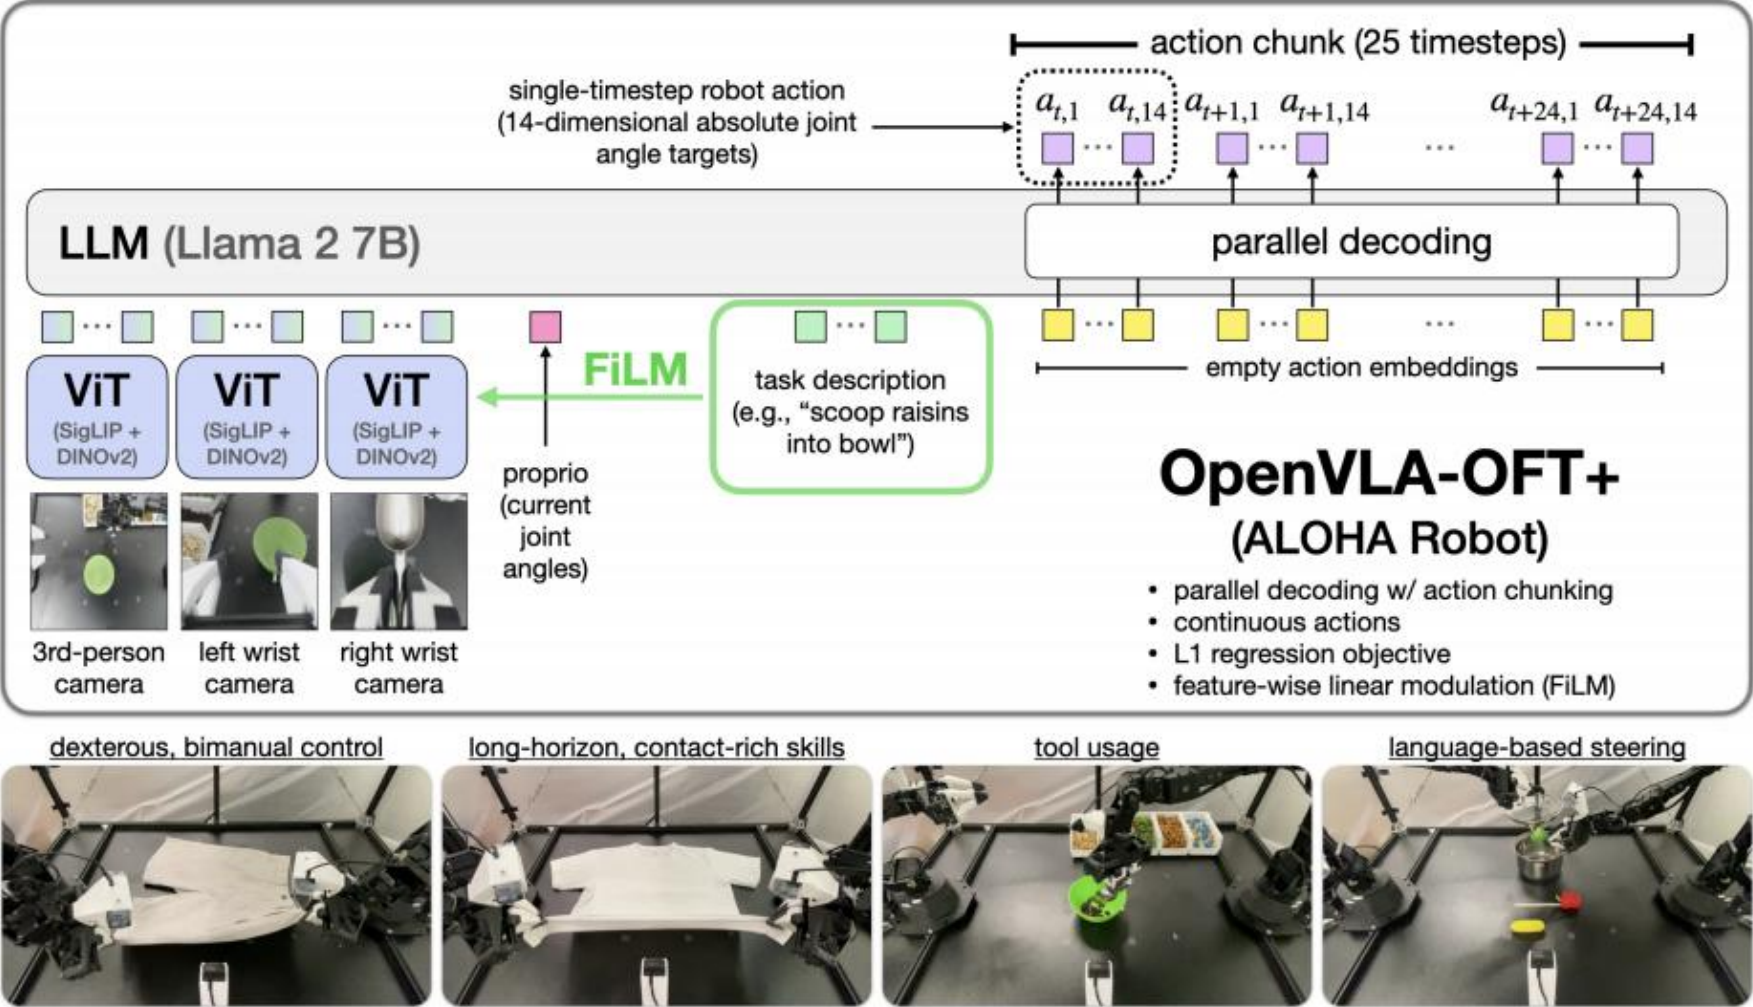 action chunk (25 timesteps)
single-timestep robot action
(14-dimensional absolute joint
angle targets)
a_{t,1} a_{t,14} a_{t+1,1} a_{t+1,14} ... a_{t+24,1} a_{t+24,14}
LLM (Llama 2 7B)
parallel decoding
ViT
(SigLIP +
DINOv2)
ViT
(SigLIP +
DINOv2)
ViT
(SigLIP +
DINOv2)
FiLM
task description
(e.g., “scoop raisins
into bowl”)
empty action embeddings
proprio
(current
joint
angles)
3rd-person
camera
left wrist
camera
right wrist
camera
OpenVLA-OFT+
(ALOHA Robot)
• parallel decoding w/ action chunking
• continuous actions
• L1 regression objective
• feature-wise linear modulation (FiLM)
dexterous, bimanual control
long-horizon, contact-rich skills
tool usage
language-based steering